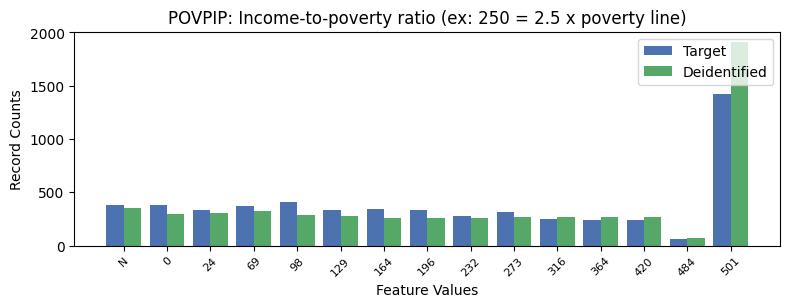 POVPIP: Income-to-poverty ratio (ex: 250 = 2.5 x poverty line)
Target
Deidentified
Record Counts
2000
1500
1000
500
0
N 0 24 69 98 129 164 196 232 273 316 364 420 484 501
Feature Values